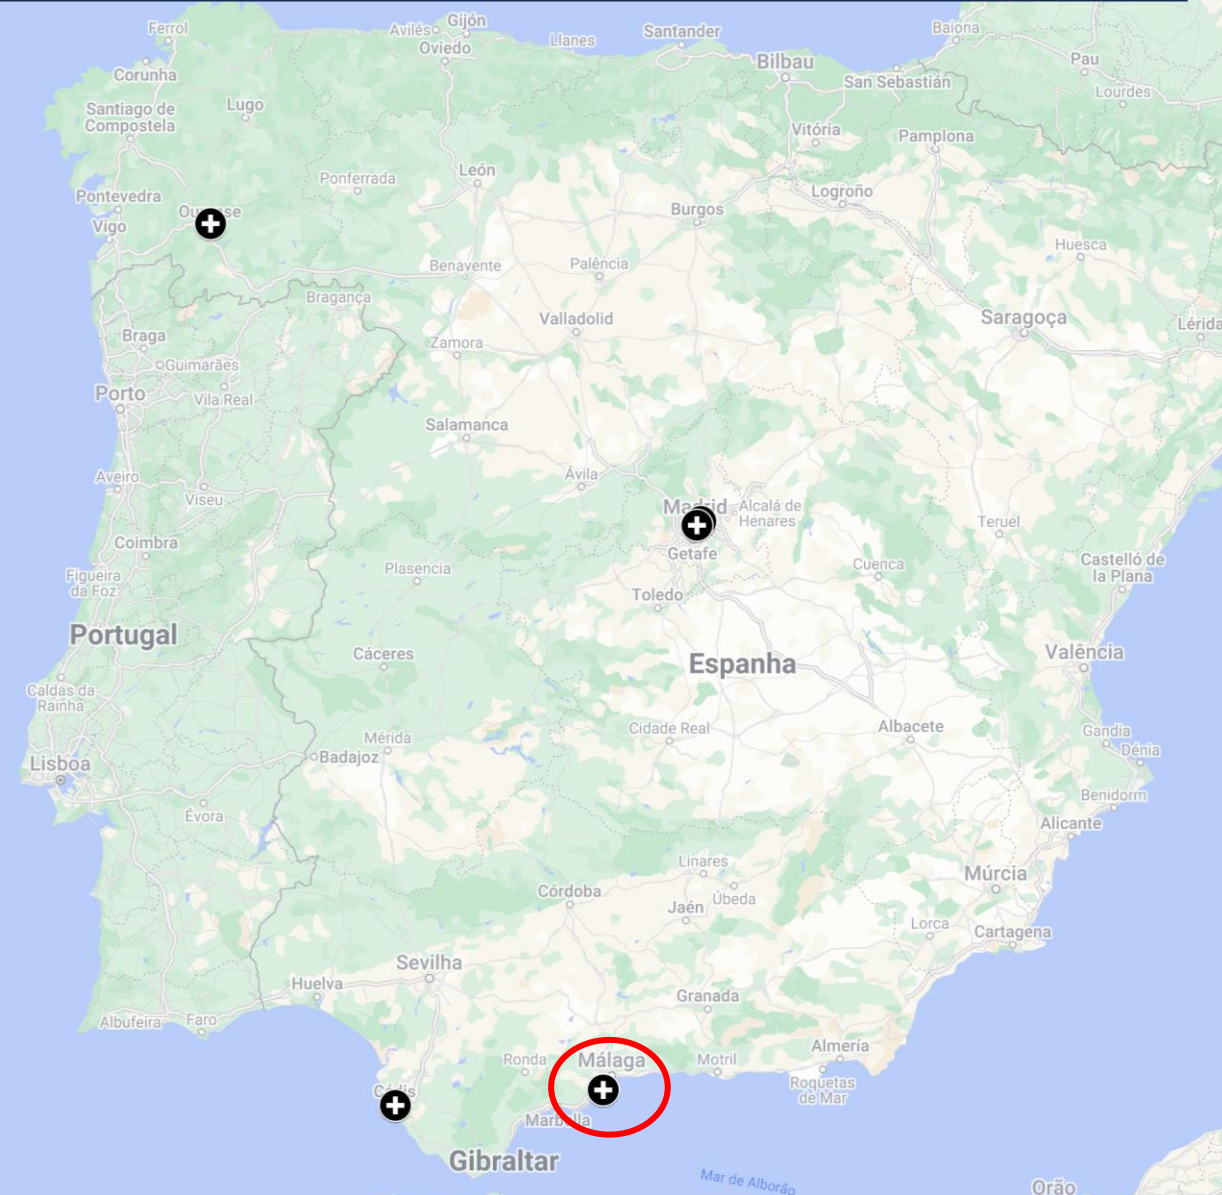 Ferrol
Avilés
Gijón
Oviedo
Llanes
Santander
Bilbau
Baiona
San Sebastián
Pau
Lourdes
Corunha
Santiago de
Compostela
Lugo
Vitória
Pamplona
León
Ponferrada
Logroño
Pontevedra
Vigo
Burgos
Huesca
Benavente
Palência
Bragança
Valladolid
Saragoça
Lérida
Braga
Guimarães
Zamora
Porto
Vila Real
Salamanca
Aveiro
Viseu
Ávila
Madrid
Alcalá de
Henares
Teruel
Coimbra
Getafe
Cuenca
Castelló de
la Plana
Figueira
da Foz
Plasencia
Toledo
Portugal
Cáceres
Espanha
Valência
Caldas da
Rainha
Cidade Real
Albacete
Gandia
Dénia
Mérida
Badajoz
Lisboa
Évora
Benidorm
Alicante
Linares
Úbeda
Múrcia
Córdoba
Jaén
Lorca
Cartagena
Sevilha
Huelva
Granada
Albufeira
Faro
Ronda
Málaga
Motril
Almería
Roquetas
de Mar
Marbella
Gibraltar
Mar de Alborão
Orão